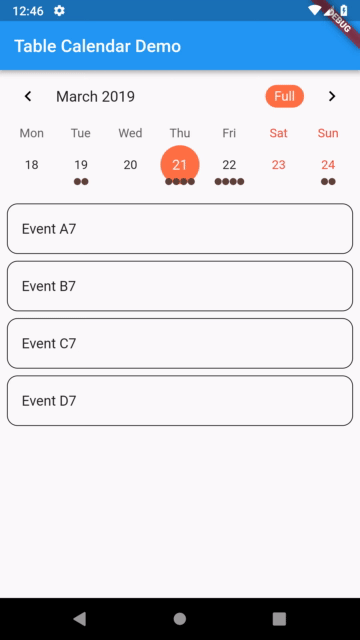 12:46
DEBUG
Table Calendar Demo
March 2019 Full
Mon Tue Wed Thu Fri Sat Sun
18 19 20 21 22 23 24
Event A7
Event B7
Event C7
Event D7